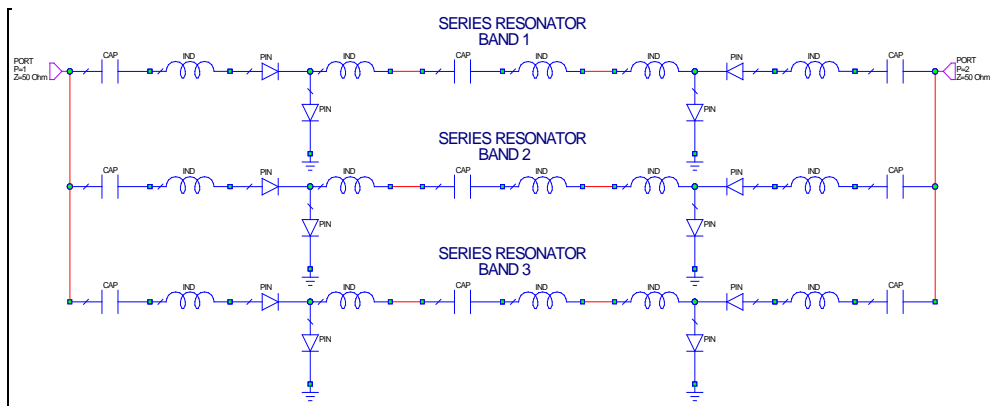 SERIES RESONATOR
BAND 1
PORT
P=1
Z=50 Ohm
CAP
IND
PIN
IND
CAP
IND
IND
PIN
IND
CAP
PORT
P=2
Z=50 Ohm
PIN
PIN
SERIES RESONATOR
BAND 2
CAP
IND
PIN
IND
CAP
IND
IND
PIN
IND
CAP
PIN
PIN
SERIES RESONATOR
BAND 3
CAP
IND
PIN
IND
CAP
IND
IND
PIN
IND
CAP
PIN
PIN